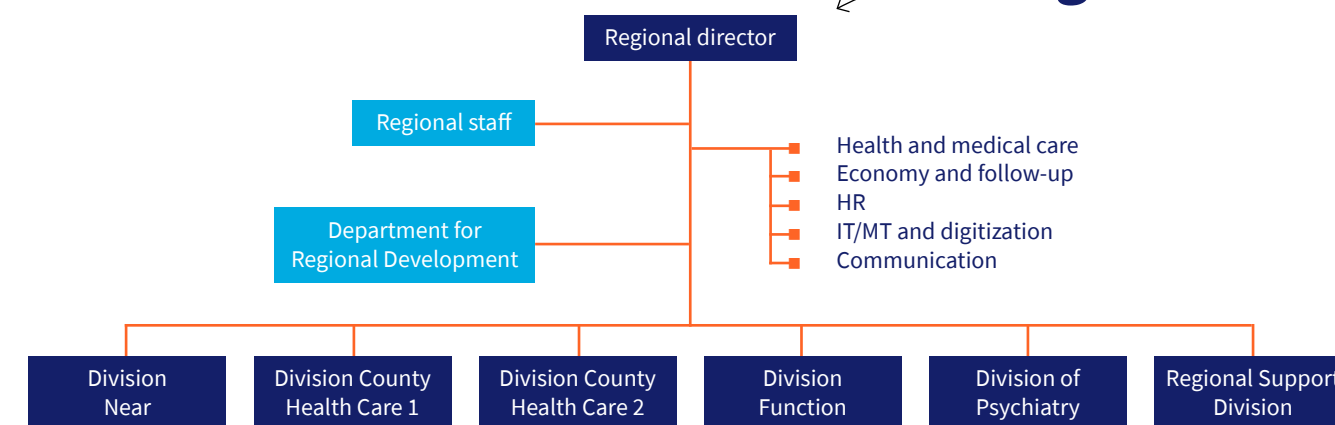 Regional director
Regional staff
Health and medical care
Economy and follow-up
HR
IT/MT and digitization
Communication
Department for
Regional Development
Division
Near
Division County
Health Care 1
Division County
Health Care 2
Division
Function
Division of
Psychiatry
Regional Support
Division